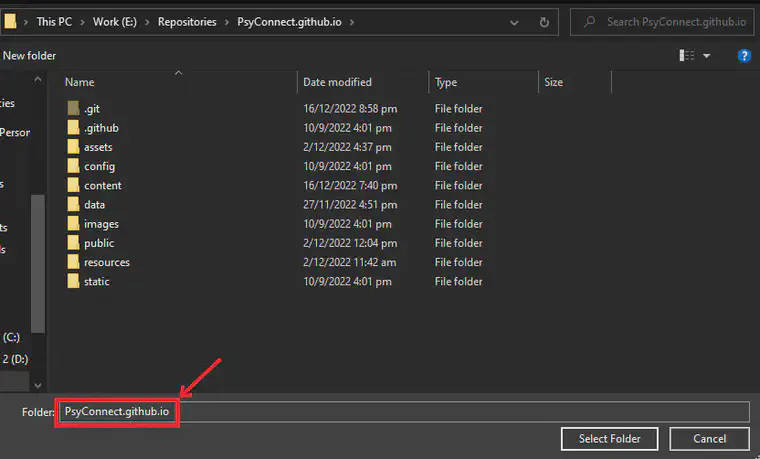 This PC > Work (E:) > Repositories > PsyConnect.github.io >
Search PsyConnect.github.io
New folder
Name Date modified Type Size
.git 16/12/2022 8:58 pm File folder
.github 10/9/2022 4:01 pm File folder
assets 2/12/2022 4:37 pm File folder
config 10/9/2022 4:01 pm File folder
content 16/12/2022 7:40 pm File folder
data 27/11/2022 4:51 pm File folder
images 10/9/2022 4:01 pm File folder
public 2/12/2022 12:04 pm File folder
resources 2/12/2022 11:42 am File folder
static 10/9/2022 4:01 pm File folder
cies
Person
s
ts
ds
(C:)
2 (D:)
Folder: PsyConnect.github.io
Select Folder Cancel